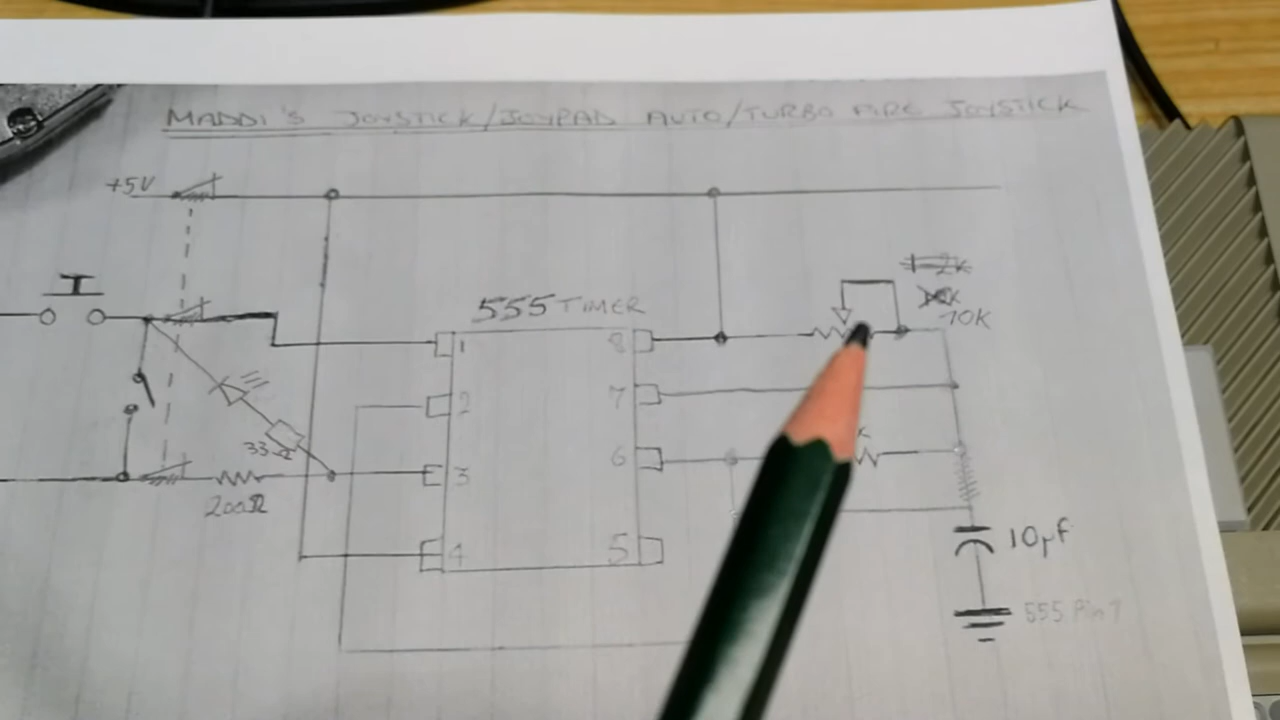 MADDI'S JOYSTICK/JOYPAD AUTO/TURBO FIRE JOYSTICK
+5V
10K
555 TIMER
1
8
2
7
33Ω
3
6
K
200Ω
4
5
10µf
555 Pin 1